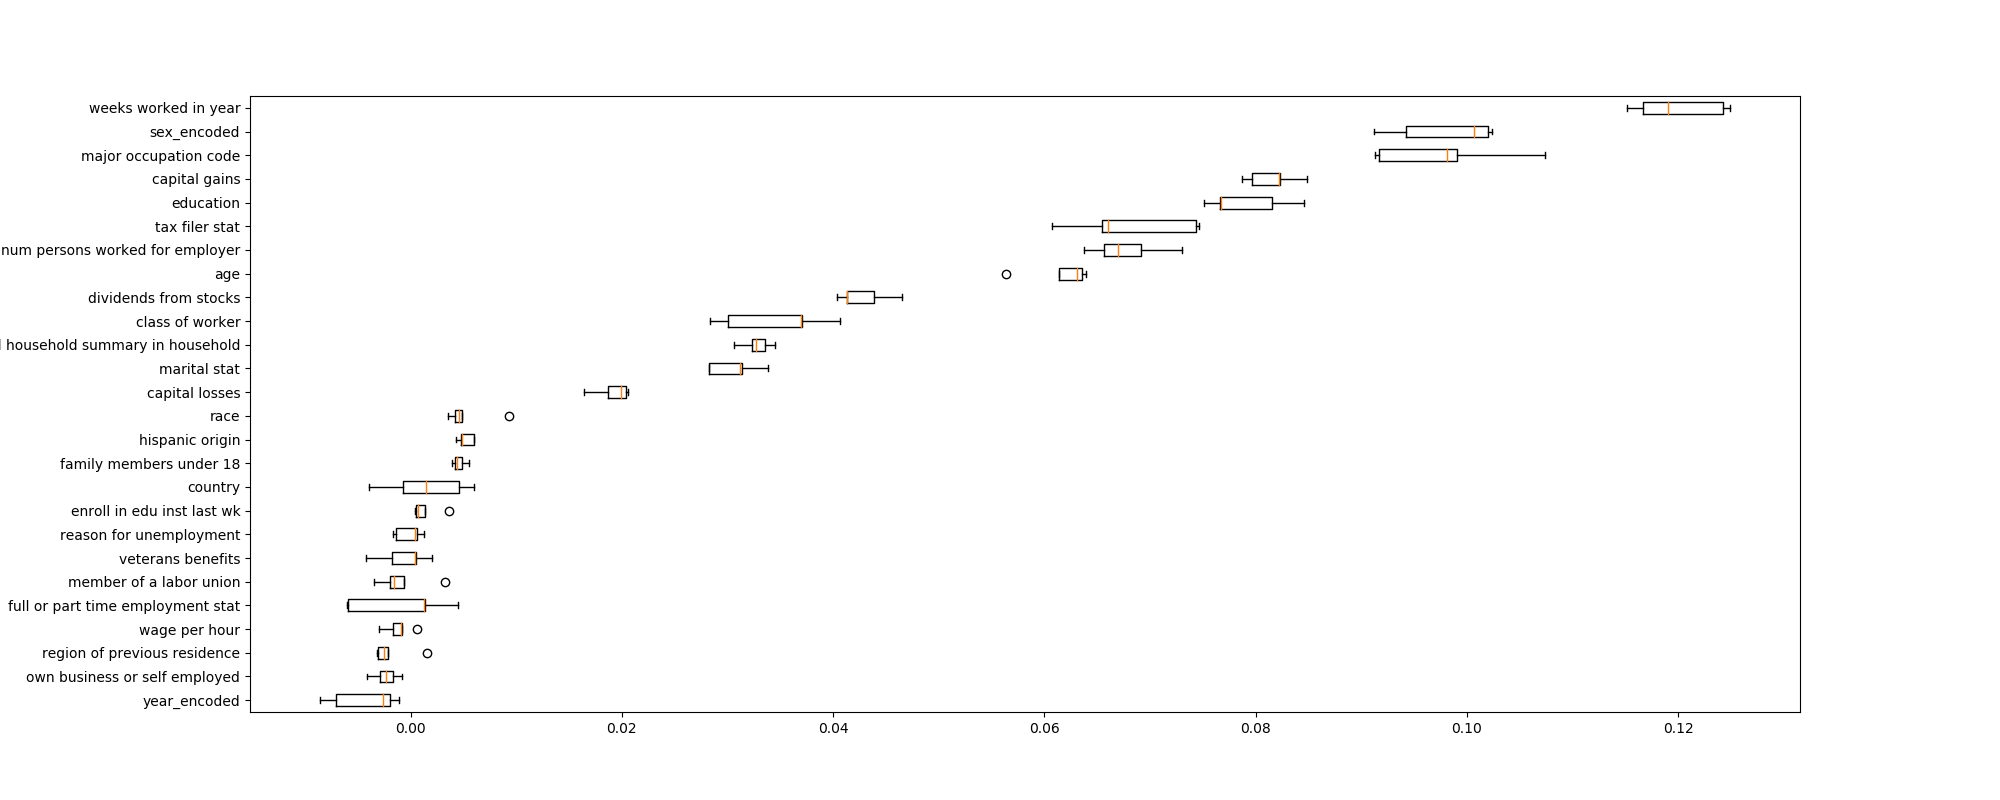 weeks worked in year
sex_encoded
major occupation code
capital gains
education
tax filer stat
num persons worked for employer
age
dividends from stocks
class of worker
household summary in household
marital stat
capital losses
race
hispanic origin
family members under 18
country
enroll in edu inst last wk
reason for unemployment
veterans benefits
member of a labor union
full or part time employment stat
wage per hour
region of previous residence
own business or self employed
year_encoded
0.00 0.02 0.04 0.06 0.08 0.10 0.12